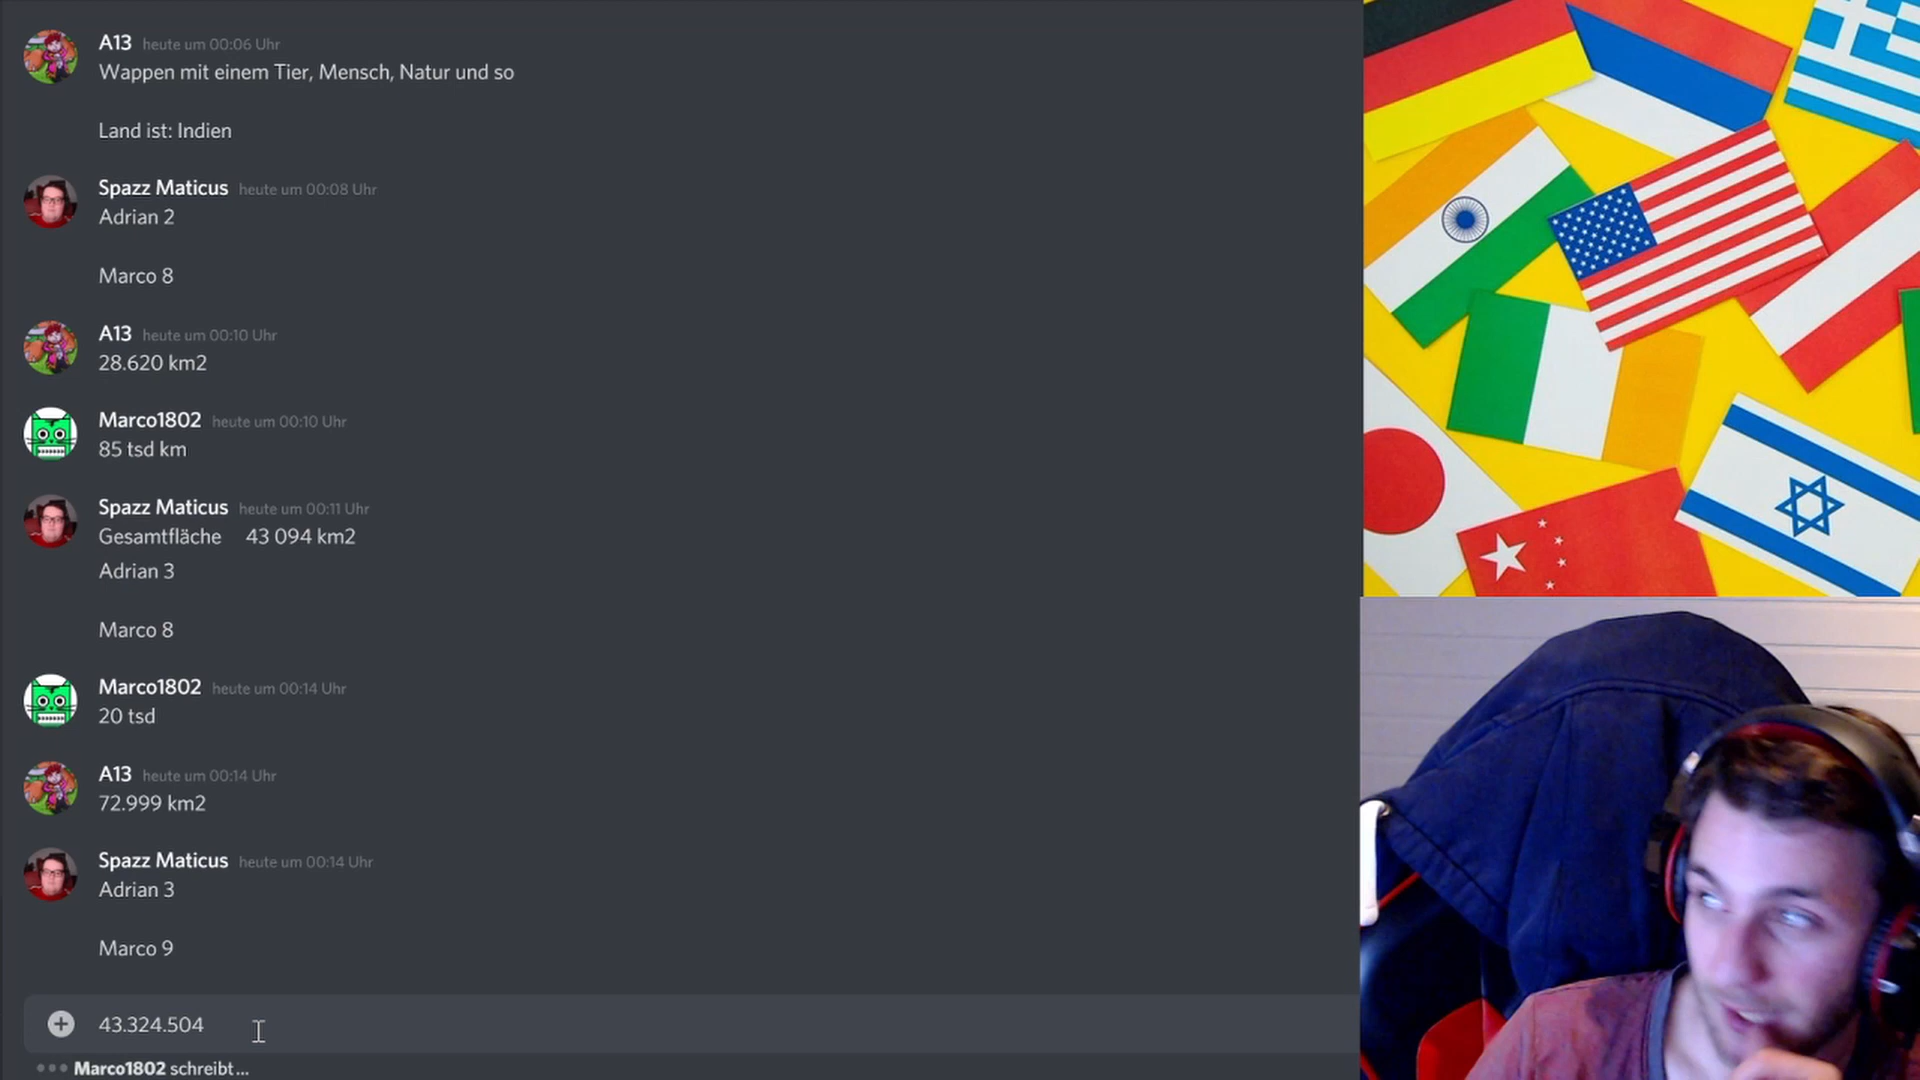 A13 heute um 00:06 Uhr
Wappen mit einem Tier, Mensch, Natur und so
Land ist: Indien
Spazz Maticus heute um 00:08 Uhr
Adrian 2
Marco 8
A13 heute um 00:10 Uhr
28.620 km2
Marco1802 heute um 00:10 Uhr
85 tsd km
Spazz Maticus heute um 00:11 Uhr
Gesamtfläche 43 094 km2
Adrian 3
Marco 8
Marco1802 heute um 00:14 Uhr
20 tsd
A13 heute um 00:14 Uhr
72.999 km2
Spazz Maticus heute um 00:14 Uhr
Adrian 3
Marco 9
43.324.504
Marco1802 schreibt...